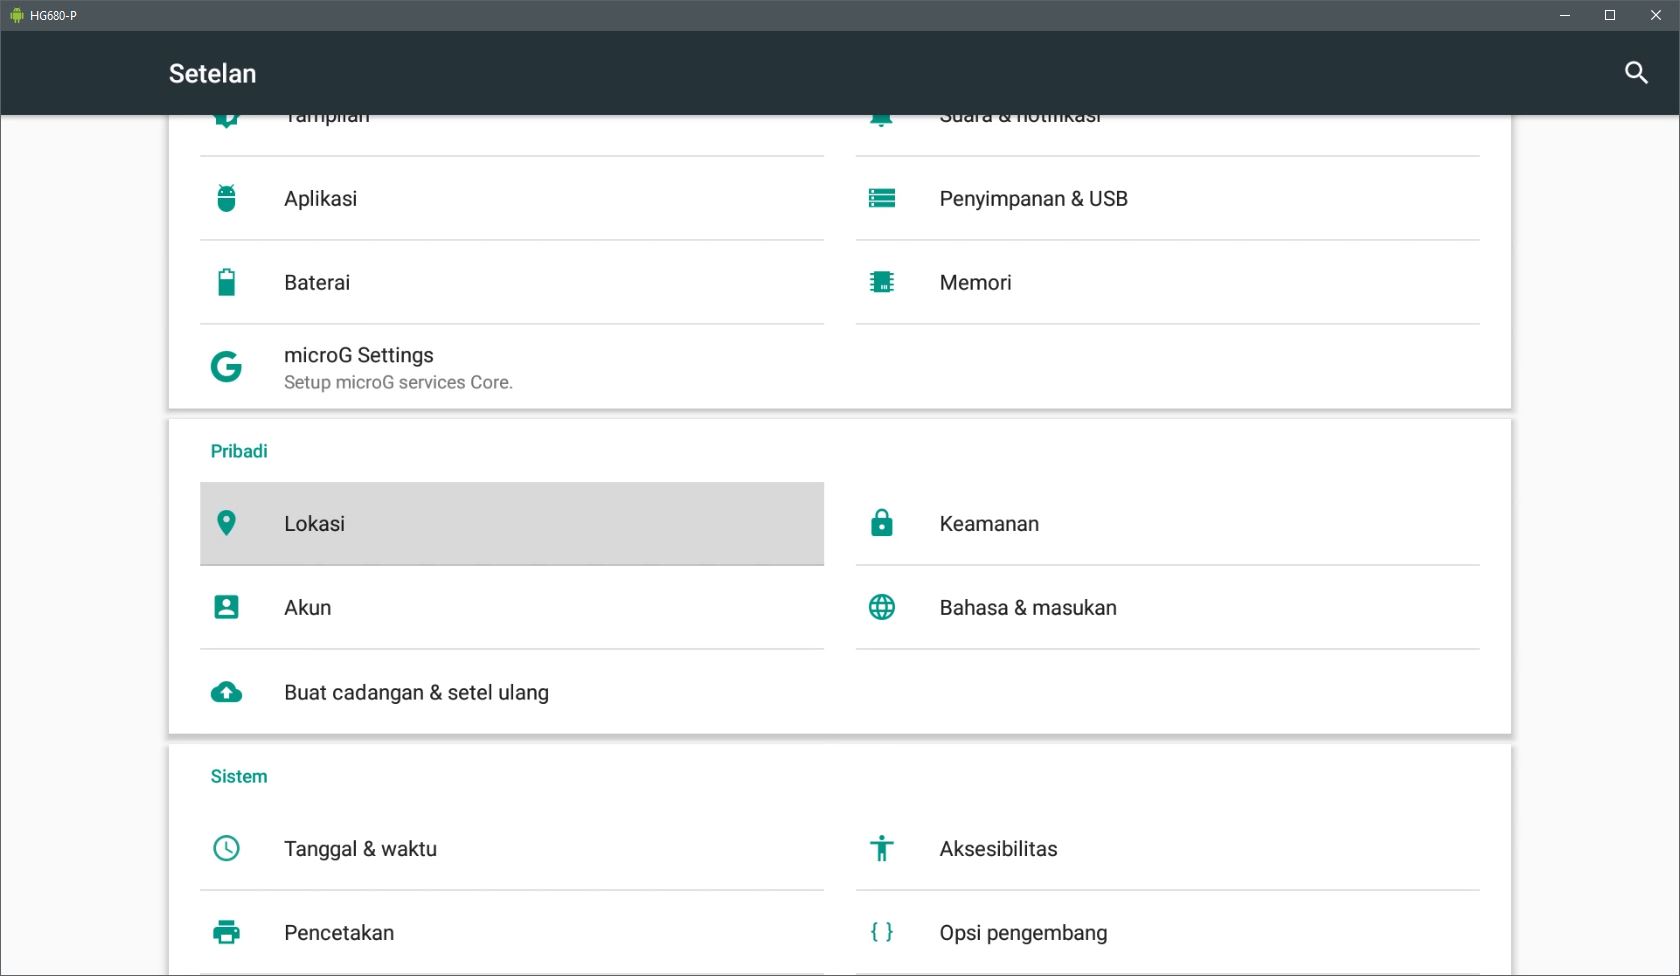 HG680-P
Setelan
Tampilan
Suara & notifikasi
Aplikasi
Penyimpanan & USB
Baterai
Memori
microG Settings
Setup microG services Core.
Pribadi
Lokasi
Keamanan
Akun
Bahasa & masukan
Buat cadangan & setel ulang
Sistem
Tanggal & waktu
Aksesibilitas
Pencetakan
{ } Opsi pengembang